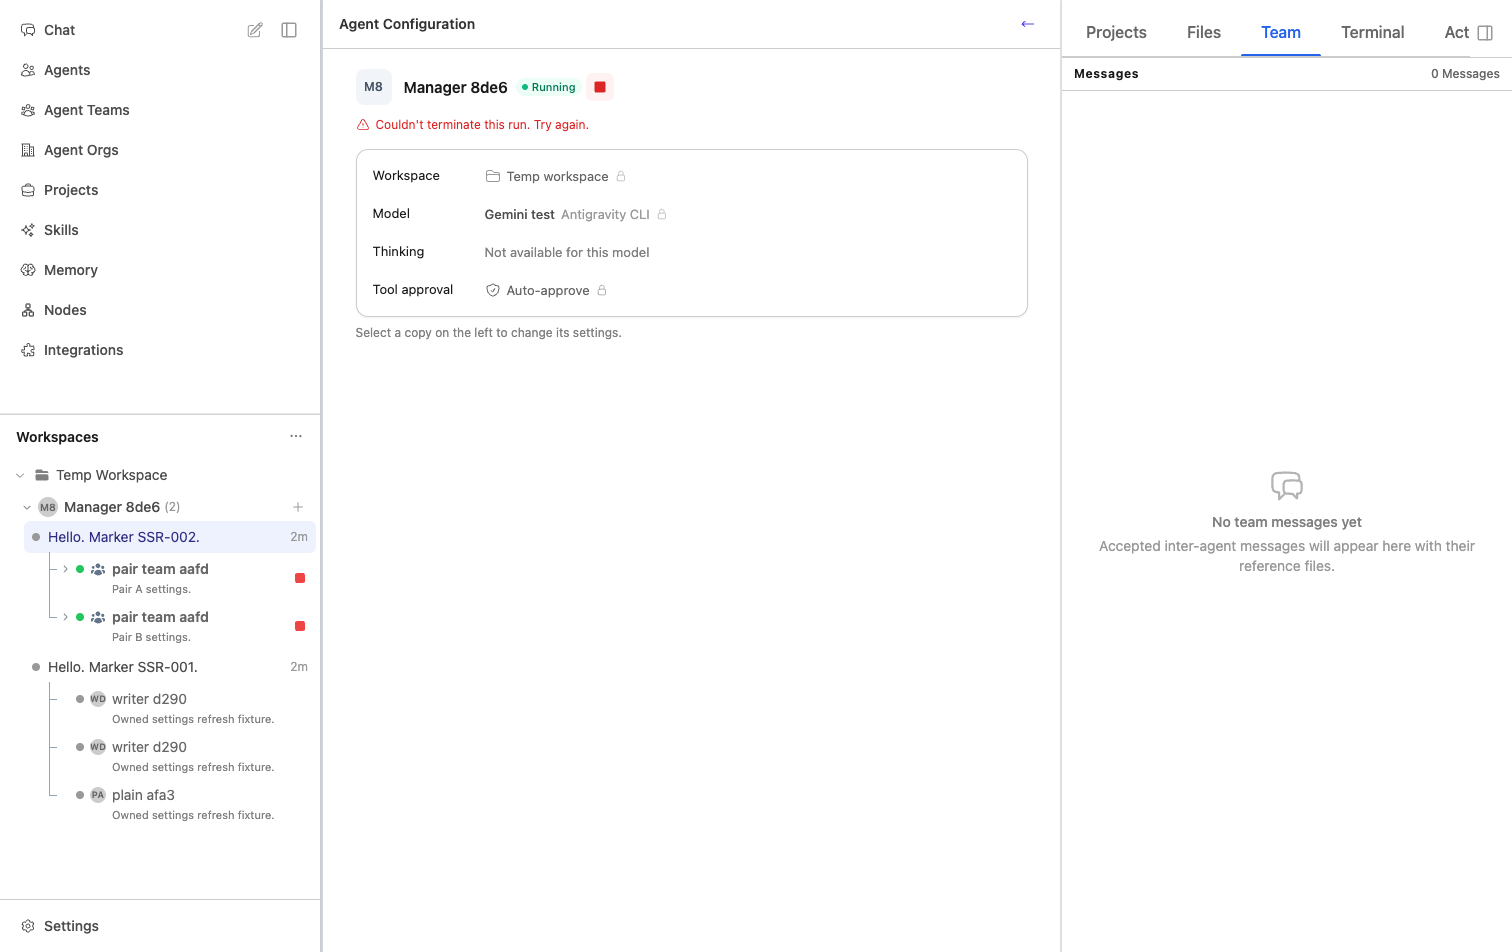 Chat
Agents
Agent Teams
Agent Orgs
Projects
Skills
Memory
Nodes
Integrations
Workspaces
Temp Workspace
M8 Manager 8de6 (2)
Hello. Marker SSR-002. 2m
pair team aafd
Pair A settings.
pair team aafd
Pair B settings.
Hello. Marker SSR-001. 2m
WD writer d290
Owned settings refresh fixture.
WD writer d290
Owned settings refresh fixture.
PA plain afa3
Owned settings refresh fixture.
Settings
Agent Configuration
M8 Manager 8de6 Running
Couldn't terminate this run. Try again.
Workspace Temp workspace
Model Gemini test Antigravity CLI
Thinking Not available for this model
Tool approval Auto-approve
Select a copy on the left to change its settings.
Projects Files Team Terminal Act
Messages 0 Messages
No team messages yet
Accepted inter-agent messages will appear here with their
reference files.